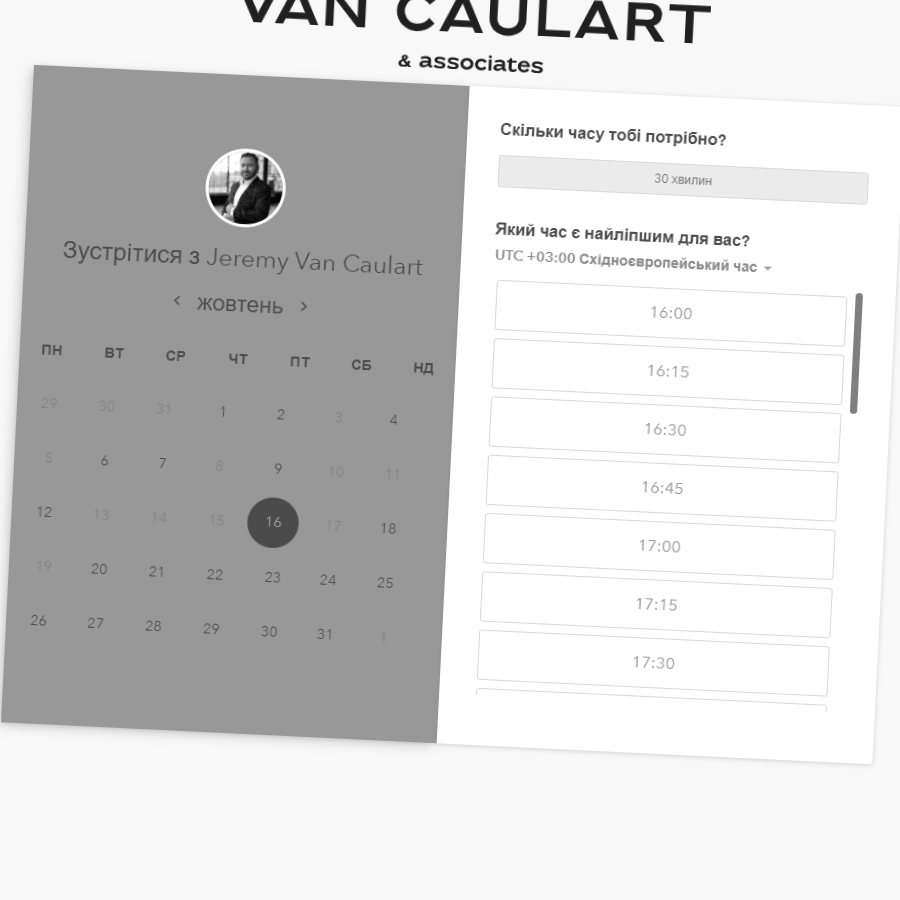 VAN CAULART
& associates
Зустрітися з Jeremy Van Caulart
жовтень
ПН ВТ СР ЧТ ПТ СБ НД
29 30 31 1 2 3 4
5 6 7 8 9 10 11
12 13 14 15 16 17 18
19 20 21 22 23 24 25
26 27 28 29 30 31 1
Скільки часу тобі потрібно?
30 хвилин
Який час є найліпшим для вас?
UTC +03:00 Східноєвропейський час
16:00
16:15
16:30
16:45
17:00
17:15
17:30